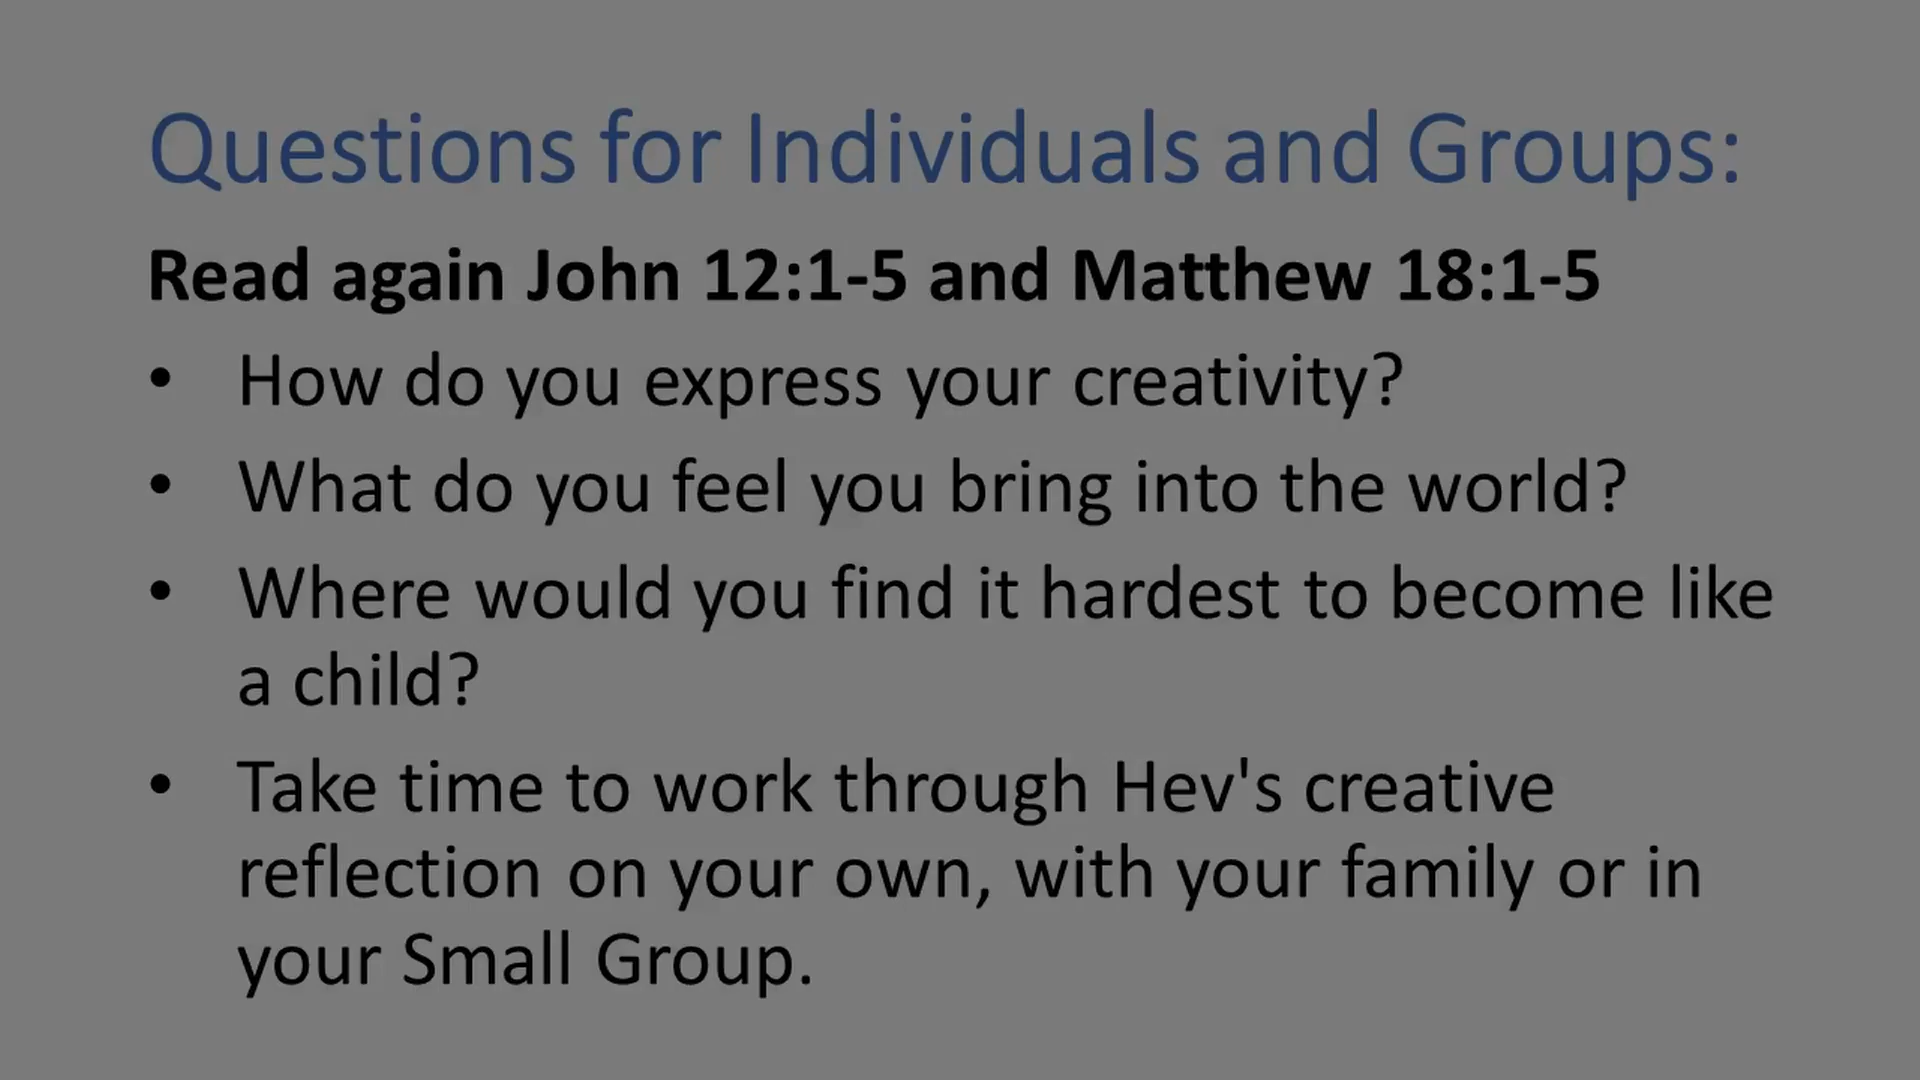 Questions for Individuals and Groups:
Read again John 12:1-5 and Matthew 18:1-5
• How do you express your creativity?
• What do you feel you bring into the world?
• Where would you find it hardest to become like
a child?
• Take time to work through Hev's creative
reflection on your own, with your family or in
your Small Group.